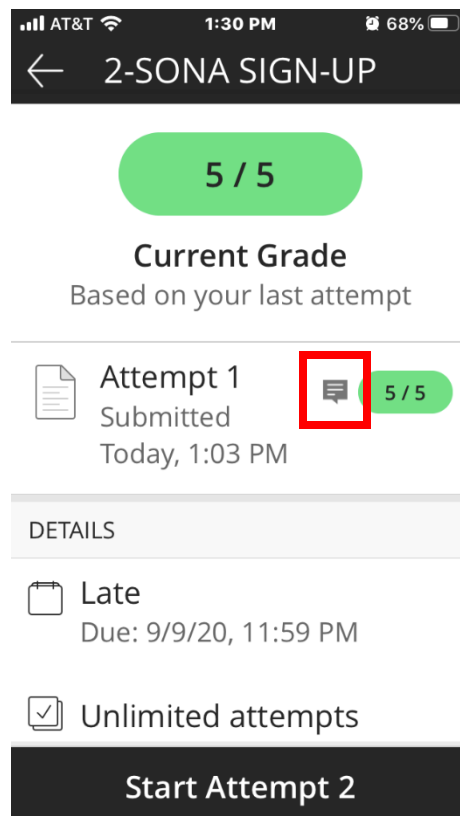 AT&T 1:30 PM 68%
2-SONA SIGN-UP
5 / 5
Current Grade
Based on your last attempt
Attempt 1
5 / 5
Submitted
Today, 1:03 PM
DETAILS
Late
Due: 9/9/20, 11:59 PM
Unlimited attempts
Start Attempt 2